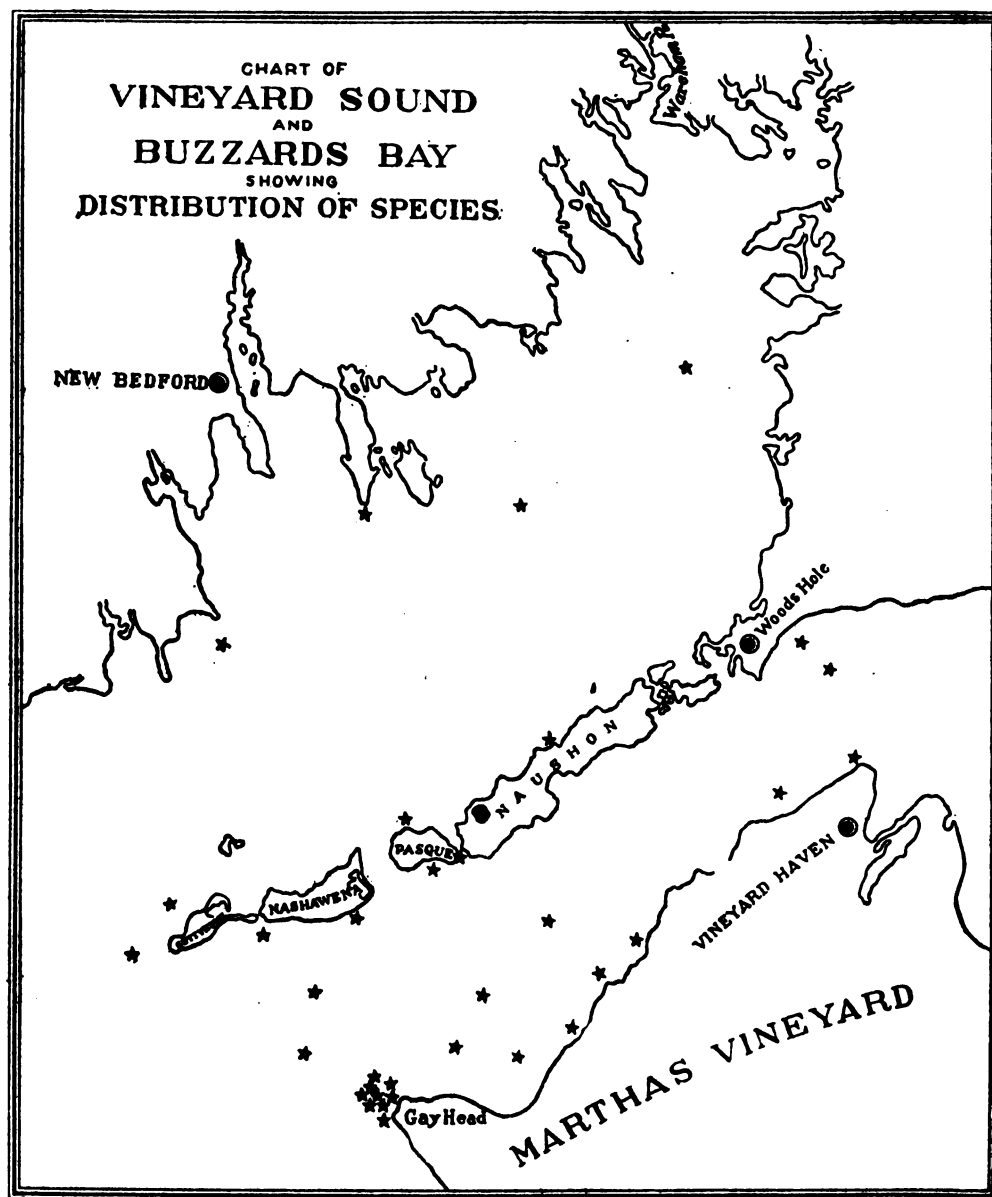 CHART OF
VINEYARD SOUND
AND
BUZZARDS BAY
SHOWING
DISTRIBUTION OF SPECIES
NEW BEDFORD
Woods Hole
NAUSHON
PASQUE
NASHAWENA
VINEYARD HAVEN
MARTHAS VINEYARD
Gay Head